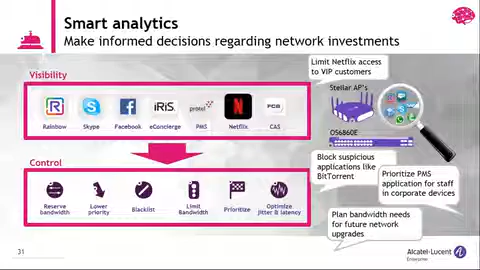 Smart analytics
Make informed decisions regarding network investments
Visibility
R
S
f
iRiS.
protel
N
PCS
Rainbow
Skype
Facebook
eConcierge
PMS
Netflix
CAS
Control
Reserve
bandwidth
Lower
priority
Blacklist
Limit
Bandwidth
Prioritize
Optimize
jitter & latency
Limit Netflix access
to VIP customers
Stellar AP's
OS6860E
Block suspicious
applications like
BitTorrent
Prioritize PMS
application for staff
in corporate devices
Plan bandwidth needs
for future network
upgrades
31
Alcatel·Lucent
Enterprise